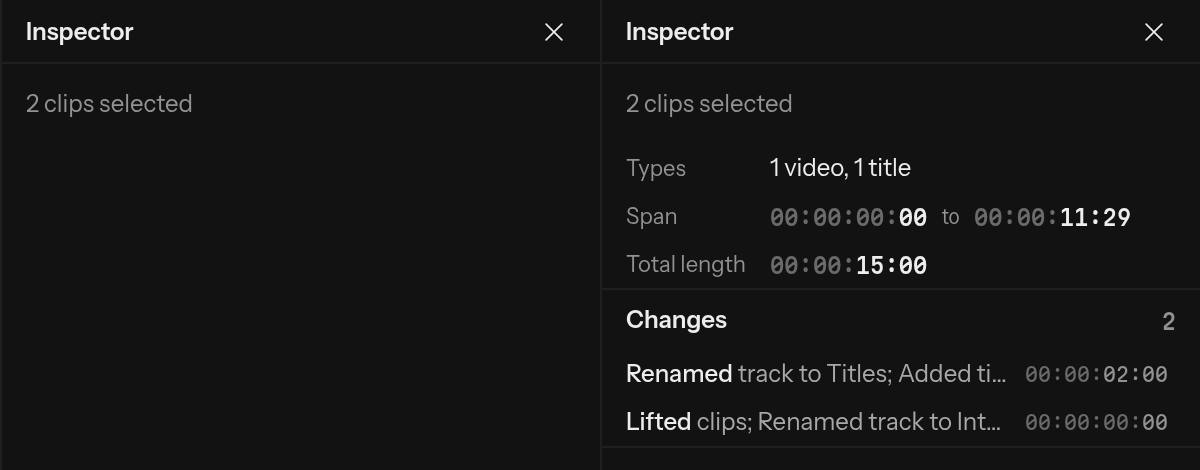 Inspector
2 clips selected
Inspector
2 clips selected
Types 1 video, 1 title
Span 00:00:00:00 to 00:00:11:29
Total length 00:00:15:00
Changes 2
Renamed track to Titles; Added ti... 00:00:02:00
Lifted clips; Renamed track to Int... 00:00:00:00